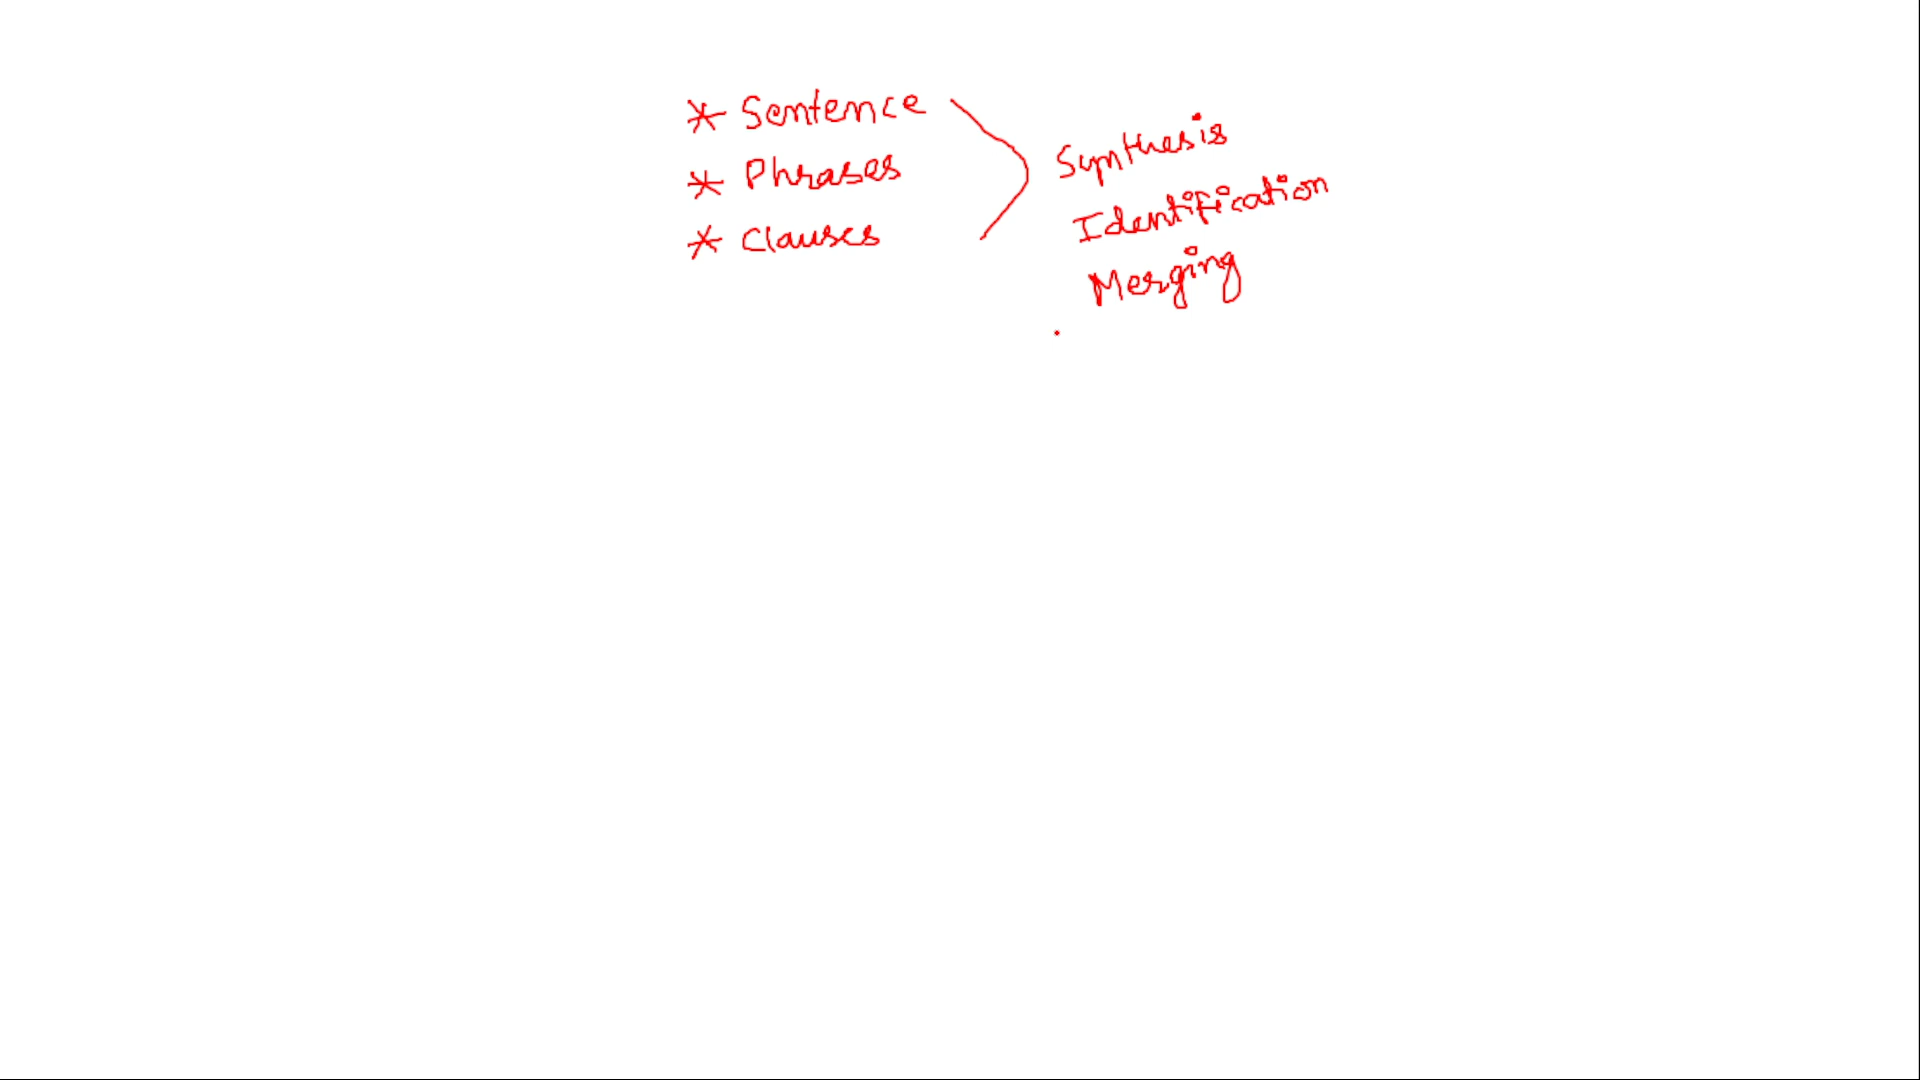 * Sentence
* Phrases
* Clauses
Synthesis
Identification
Merging